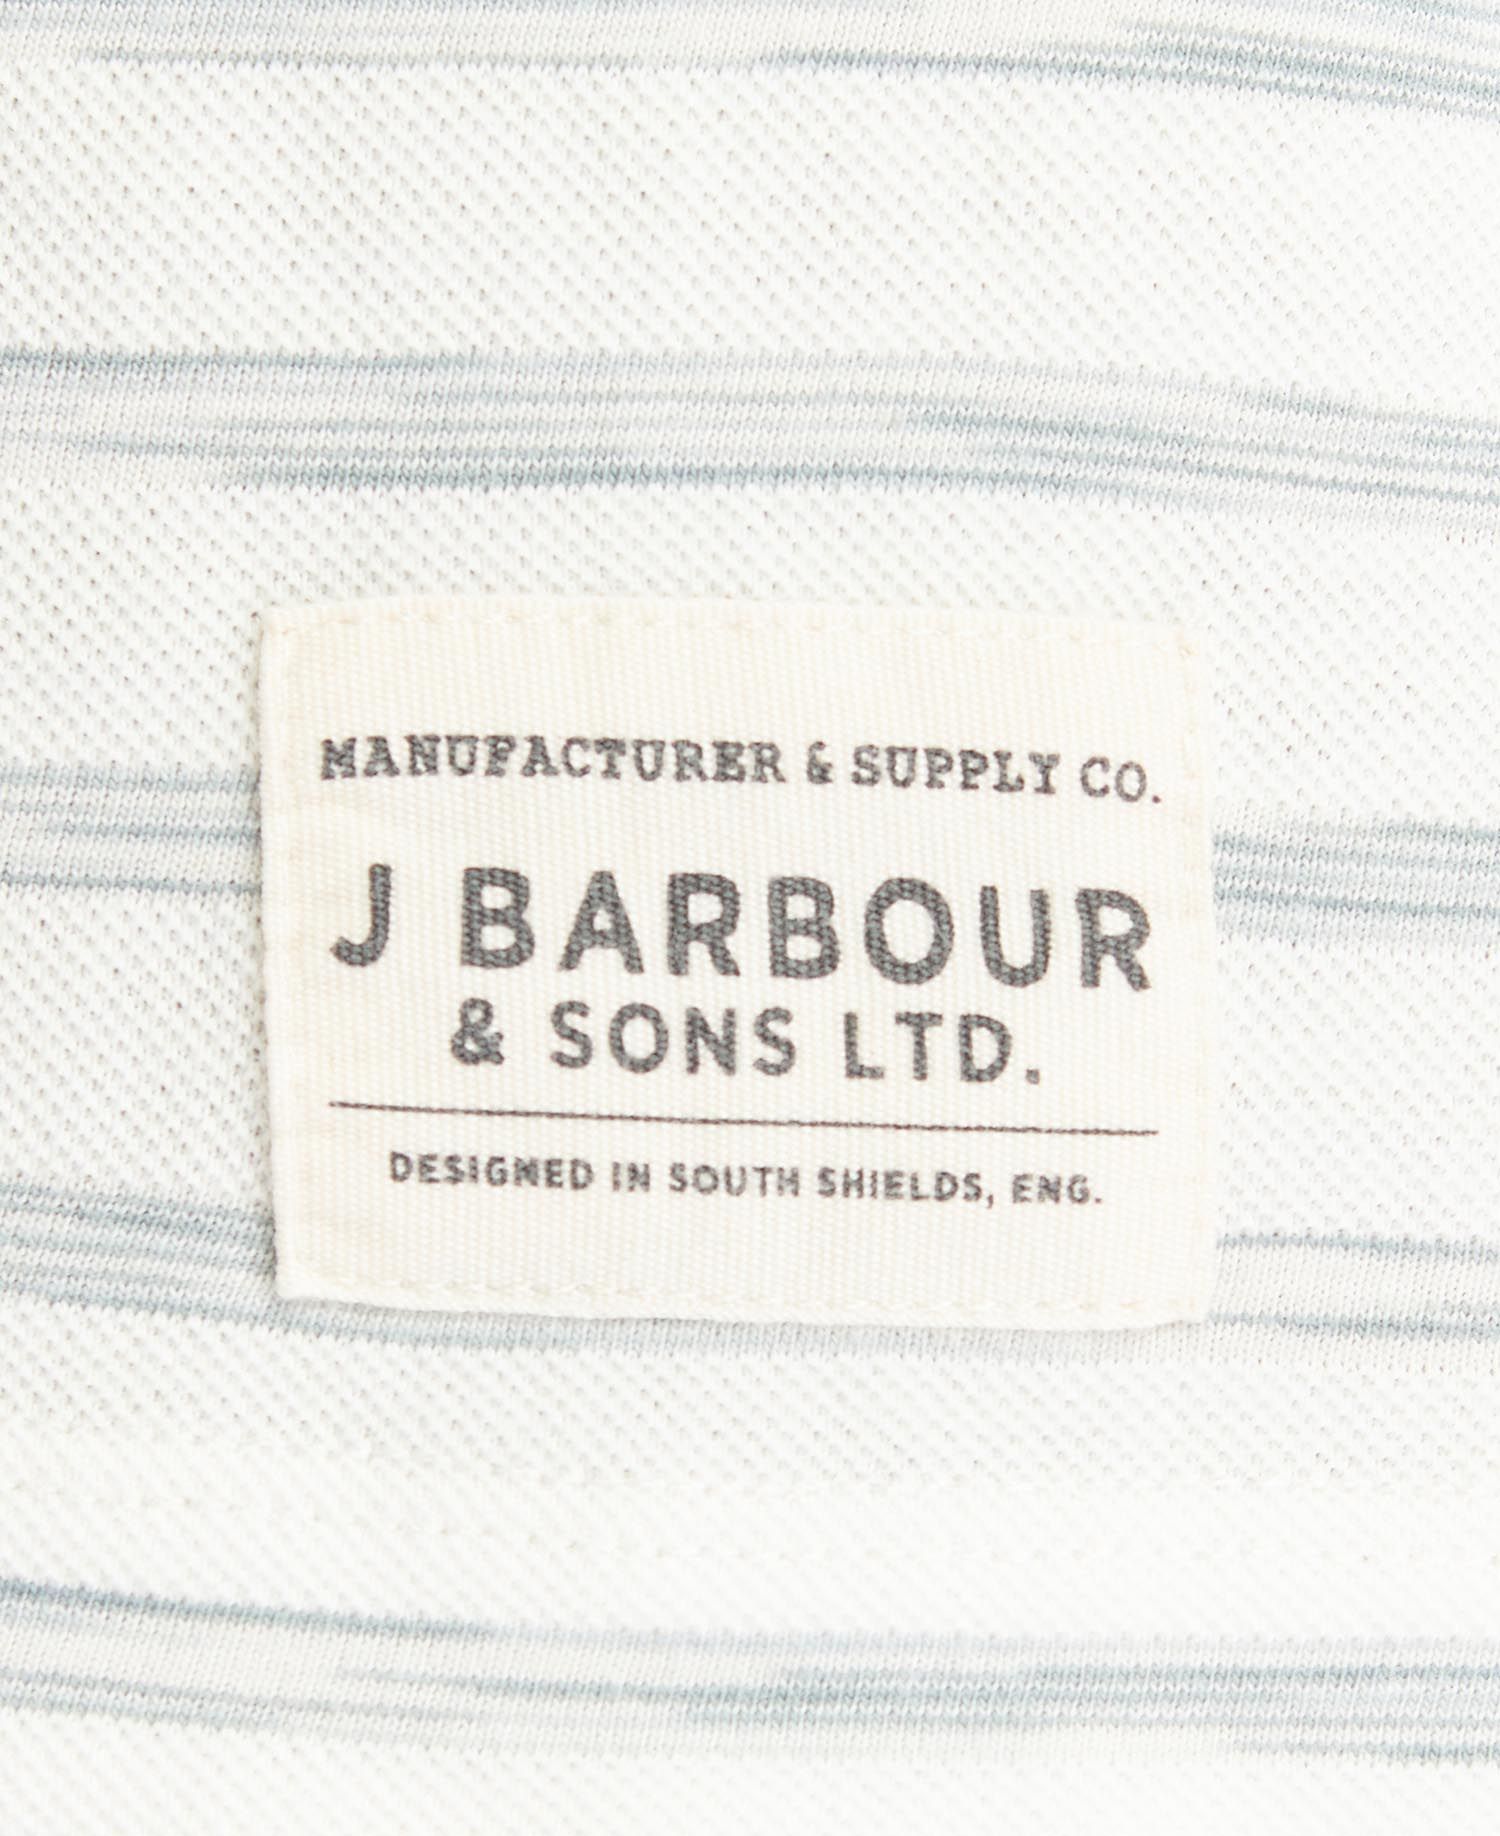 MANUFACTURER & SUPPLY CO.
J BARBOUR
& SONS LTD.
DESIGNED IN SOUTH SHIELDS, ENG.